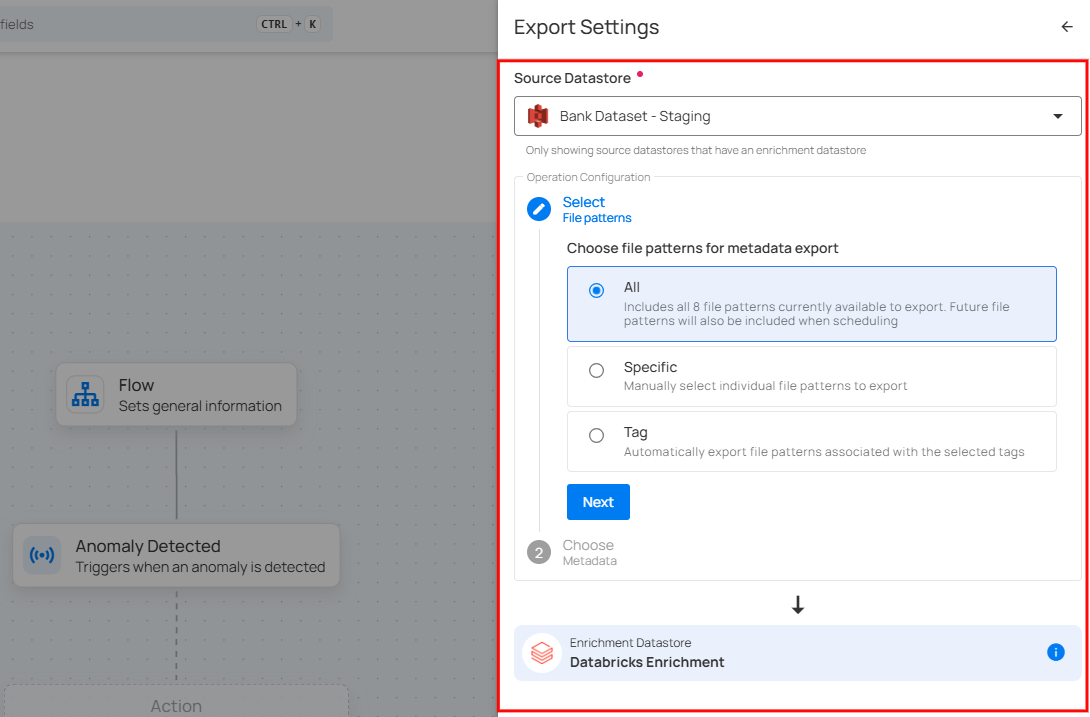 fields
CTRL + K
Export Settings
Source Datastore
Bank Dataset - Staging
Only showing source datastores that have an enrichment datastore
Operation Configuration
Select
File patterns
Choose file patterns for metadata export
All
Includes all 8 file patterns currently available to export. Future file
patterns will also be included when scheduling
Specific
Manually select individual file patterns to export
Tag
Automatically export file patterns associated with the selected tags
Next
2
Choose
Metadata
Enrichment Datastore
Databricks Enrichment
Flow
Sets general information
Anomaly Detected
Triggers when an anomaly is detected
Action